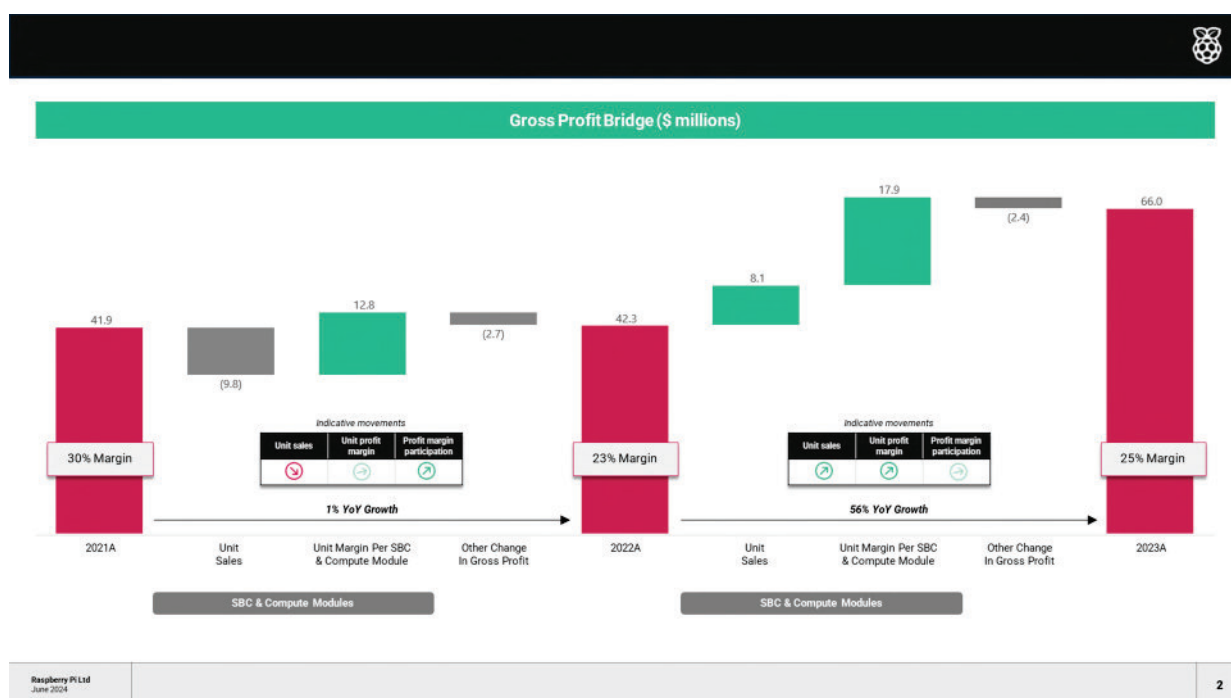 Gross Profit Bridge ($ millions)
17.9
66.0
(2.4)
8.1
12.8
41.9
42.3
(2.7)
(9.8)
Indicative movements
Unit sales
Unit profit
margin
Profit margin
participation
Indicative movements
Unit sales
Unit profit
margin
Profit margin
participation
30% Margin
23% Margin
25% Margin
1% YoY Growth
56% YoY Growth
2021A
Unit
Sales
Unit Margin Per SBC
& Compute Module
Other Change
In Gross Profit
2022A
Unit
Sales
Unit Margin Per SBC
& Compute Module
Other Change
In Gross Profit
2023A
SBC & Compute Modules
SBC & Compute Modules
Raspberry Pi Ltd
June 2024
2